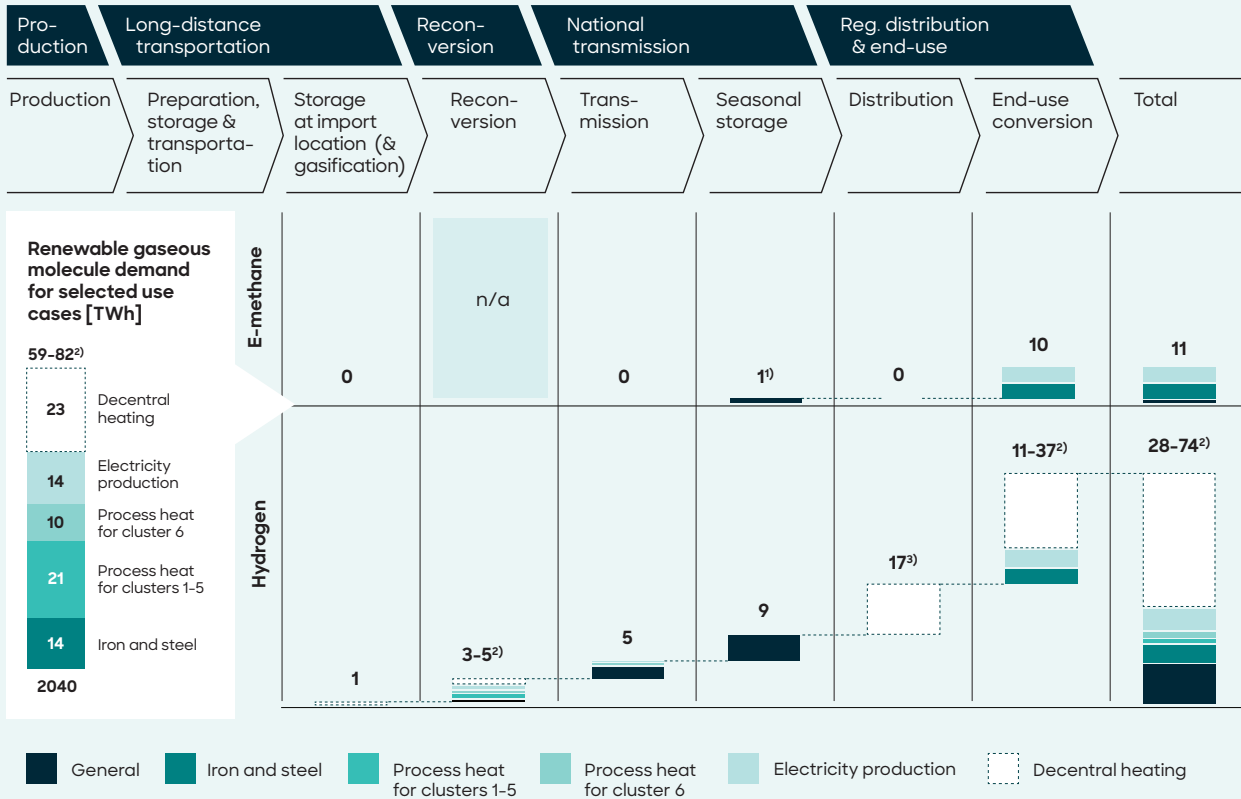 Pro-
duction
Long-distance
transportation
Recon-
version
National
transmission
Reg. distribution
& end-use
Production
Preparation,
storage &
transporta-
tion
Storage
at import
location (&
gasification)
Recon-
version
Trans-
mission
Seasonal
storage
Distribution
End-use
conversion
Total
Renewable gaseous
molecule demand
for selected use
cases [TWh]
59-82²⁾
23
Decentral
heating
14
Electricity
production
10
Process heat
for cluster 6
21
Process heat
for clusters 1-5
14
Iron and steel
2040
E-methane
0
n/a
0
1¹⁾
0
10
11
Hydrogen
1
3-5²⁾
5
9
17³⁾
11-37²⁾
28-74²⁾
General
Iron and steel
Process heat
for clusters 1-5
Process heat
for cluster 6
Electricity production
Decentral heating